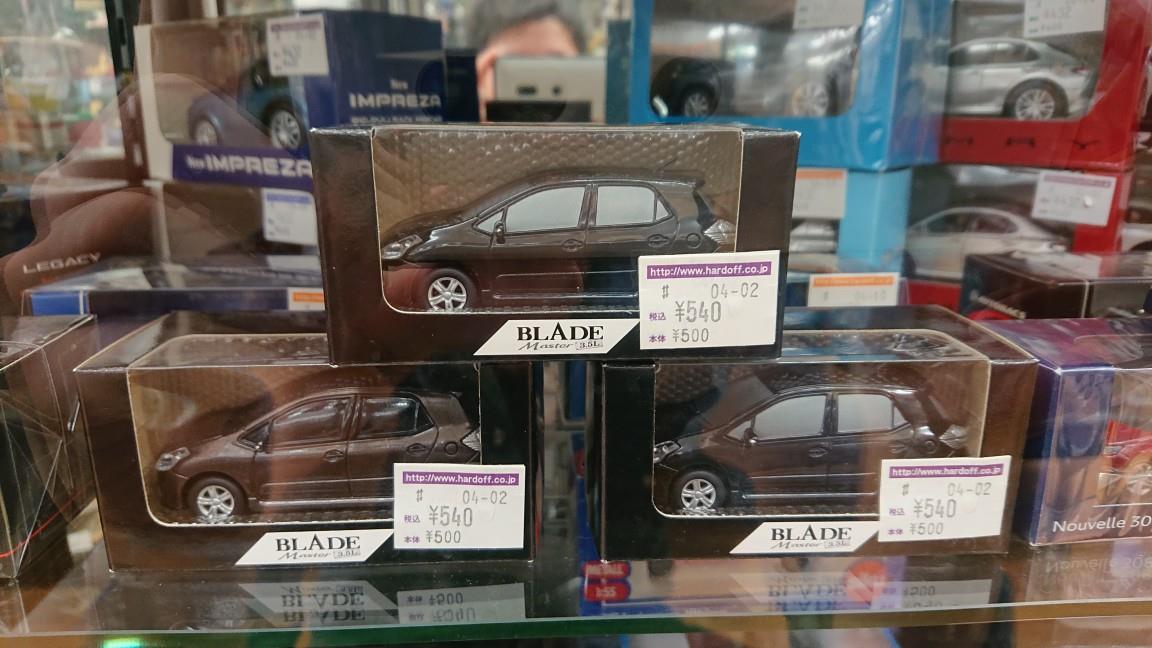 New
IMPREZA
New IMPREZA
LEGACY
http://www.hardoff.co.jp
# 04-02
税込 ¥540
本体 ¥500
BLADE
Master 3.5L
http://www.hardoff.co.jp
# 04-02
税込 ¥540
本体 ¥500
BLADE
Master 3.5L
http://www.hardoff.co.jp
# 04-02
税込 ¥540
本体 ¥500
BLADE
Master 3.5L
Nouvelle 30